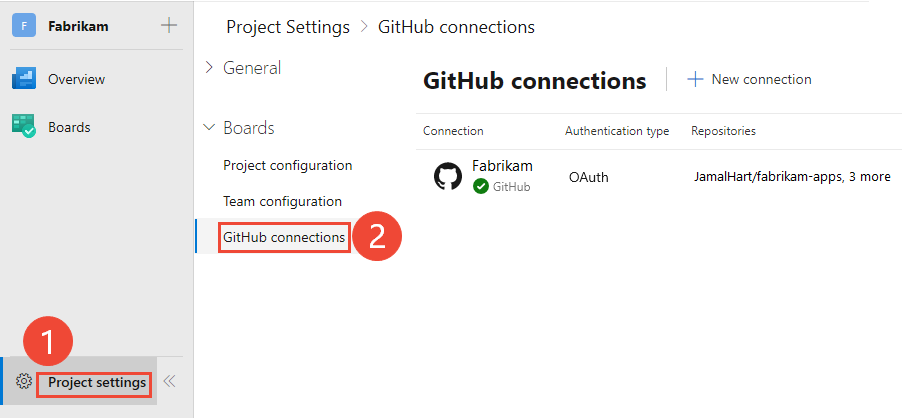 F Fabrikam
Overview
Boards
1
Project settings
Project Settings > GitHub connections
General
Boards
Project configuration
Team configuration
GitHub connections
2
GitHub connections
New connection
Connection Authentication type Repositories
Fabrikam
GitHub
OAuth
JamalHart/fabrikam-apps, 3 more